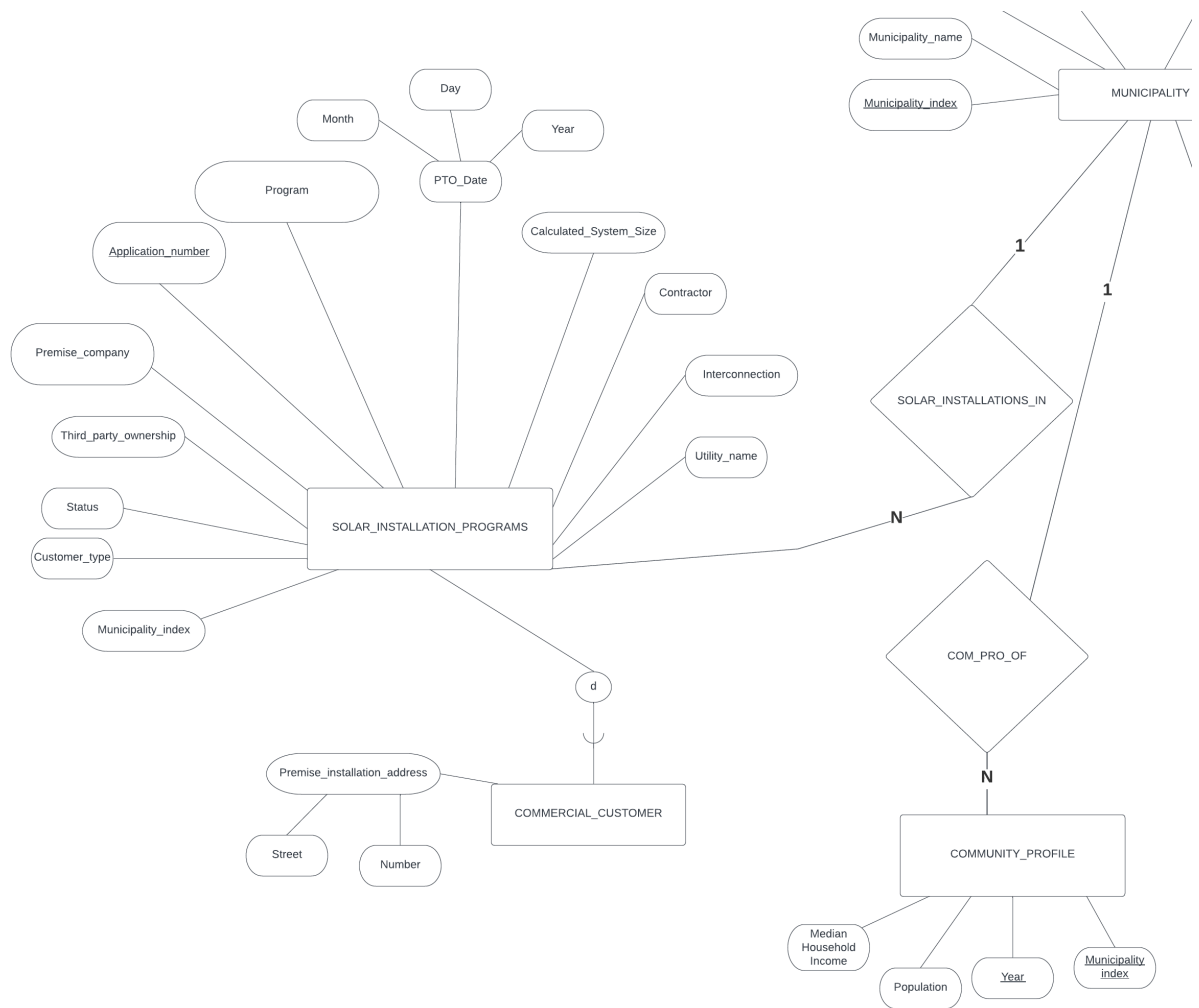 Municipality_name
MUNICIPALITY
Municipality_index
Day
Month
Year
PTO_Date
Program
Calculated_System_Size
Application_number
1
Contractor
1
Premise_company
Interconnection
SOLAR_INSTALLATIONS_IN
Third_party_ownership
Utility_name
Status
N
SOLAR_INSTALLATION_PROGRAMS
Customer_type
Municipality_index
COM_PRO_OF
d
Premise_installation_address
N
COMMERCIAL_CUSTOMER
Street
Number
COMMUNITY_PROFILE
Median
Household
Income
Population
Year
Municipality
index